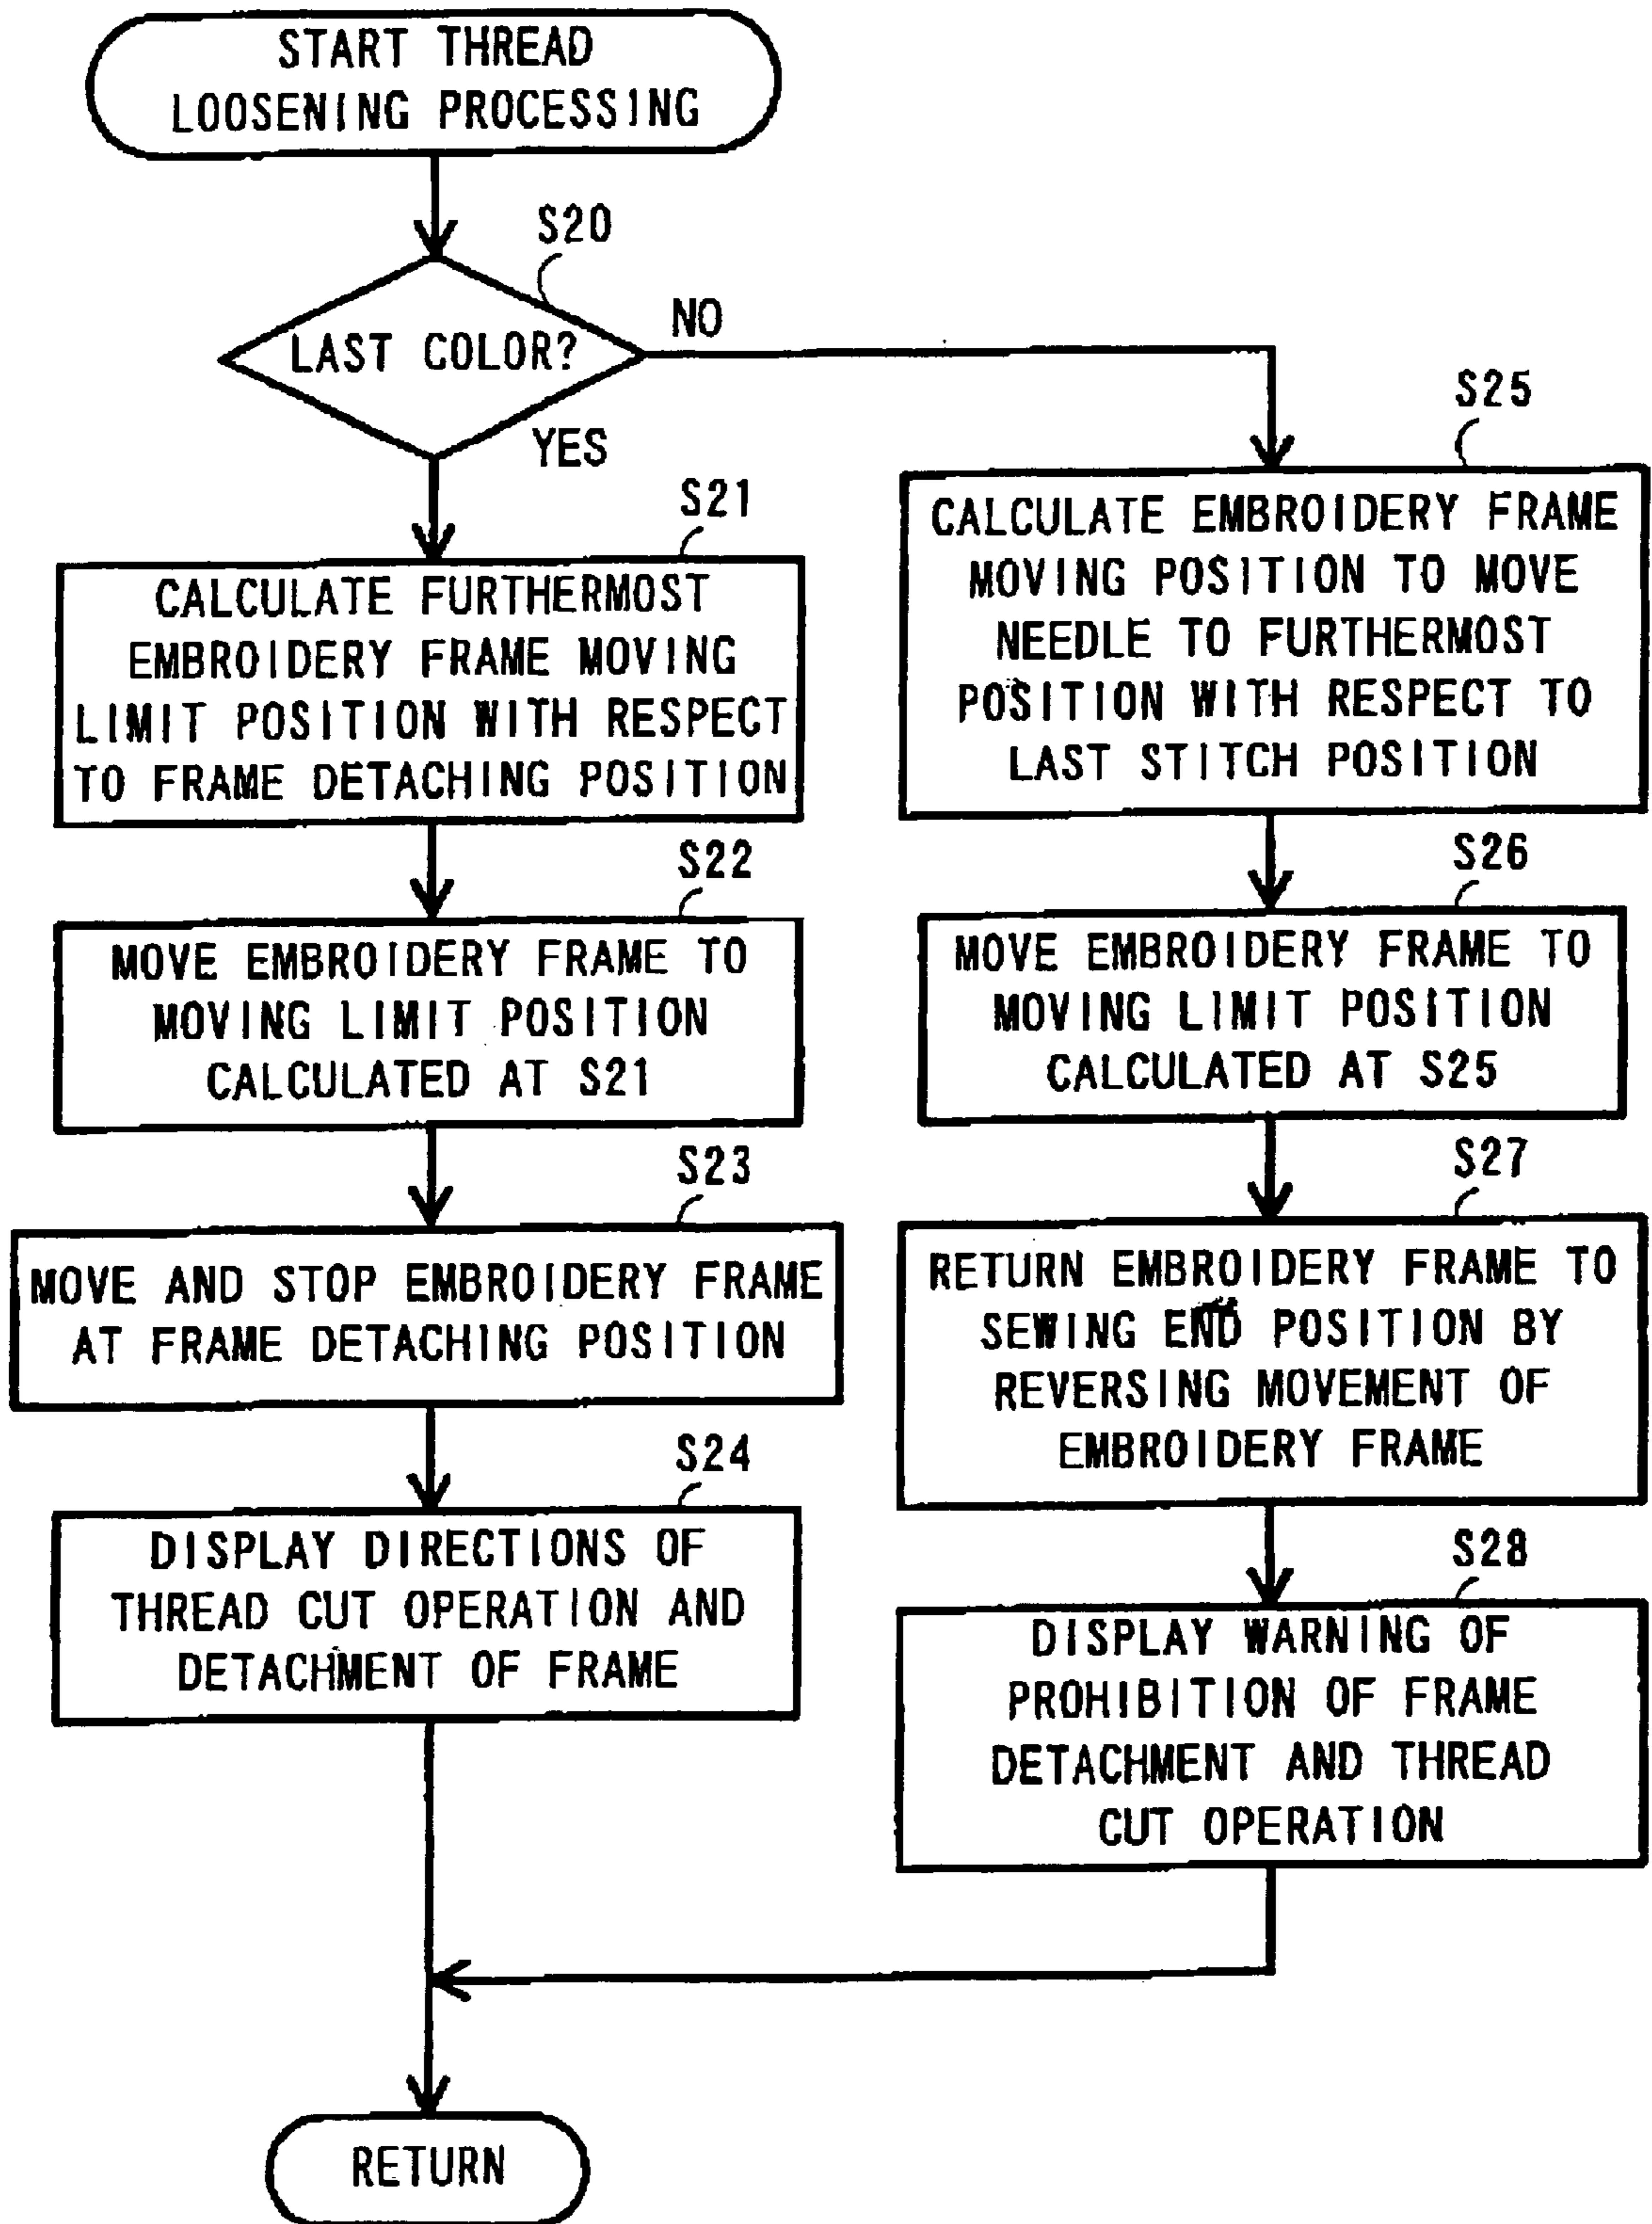 START THREAD
LOOSENING PROCESSING
S20
LAST COLOR?
NO
YES
S21
CALCULATE FURTHERMOST
EMBROIDERY FRAME MOVING
LIMIT POSITION WITH RESPECT
TO FRAME DETACHING POSITION
S22
MOVE EMBROIDERY FRAME TO
MOVING LIMIT POSITION
CALCULATED AT S21
S23
MOVE AND STOP EMBROIDERY FRAME
AT FRAME DETACHING POSITION
S24
DISPLAY DIRECTIONS OF
THREAD CUT OPERATION AND
DETACHMENT OF FRAME
S25
CALCULATE EMBROIDERY FRAME
MOVING POSITION TO MOVE
NEEDLE TO FURTHERMOST
POSITION WITH RESPECT TO
LAST STITCH POSITION
S26
MOVE EMBROIDERY FRAME TO
MOVING LIMIT POSITION
CALCULATED AT S25
S27
RETURN EMBROIDERY FRAME TO
SEWING END POSITION BY
REVERSING MOVEMENT OF
EMBROIDERY FRAME
S28
DISPLAY WARNING OF
PROHIBITION OF FRAME
DETACHMENT AND THREAD
CUT OPERATION
RETURN